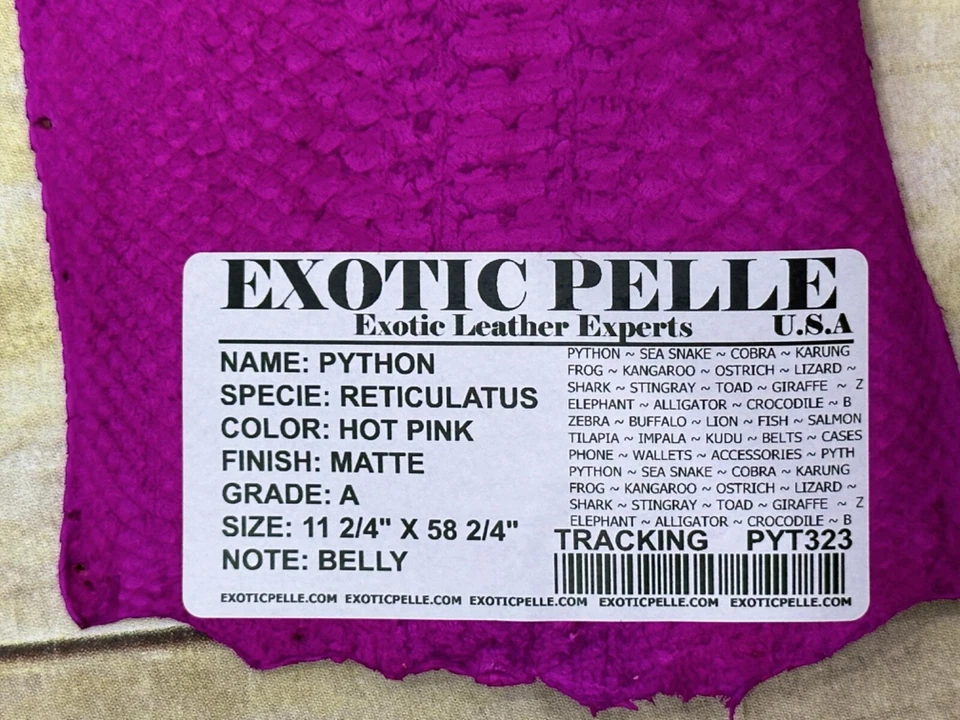 EXOTIC PELLE
Exotic Leather Experts U.S.A
NAME: PYTHON
SPECIE: RETICULATUS
COLOR: HOT PINK
FINISH: MATTE
GRADE: A
SIZE: 11 2/4" X 58 2/4"
NOTE: BELLY
PYTHON ~ SEA SNAKE ~ COBRA ~ KARUNG
FROG ~ KANGAROO ~ OSTRICH ~ LIZARD ~
SHARK ~ STINGRAY ~ TOAD ~ GIRAFFE ~ Z
ELEPHANT ~ ALLIGATOR ~ CROCODILE ~ B
ZEBRA ~ BUFFALO ~ LION ~ FISH ~ SALMON
TILAPIA ~ IMPALA ~ KUDU ~ BELTS ~ CASES
PHONE ~ WALLETS ~ ACCESSORIES ~ PYTH
PYTHON ~ SEA SNAKE ~ COBRA ~ KARUNG
FROG ~ KANGAROO ~ OSTRICH ~ LIZARD ~
SHARK ~ STINGRAY ~ TOAD ~ GIRAFFE ~ Z
ELEPHANT ~ ALLIGATOR ~ CROCODILE ~ B
TRACKING PYT323
EXOTICPELLE.COM EXOTICPELLE.COM EXOTICPELLE.COM EXOTICPELLE.COM EXOTICPELLE.COM